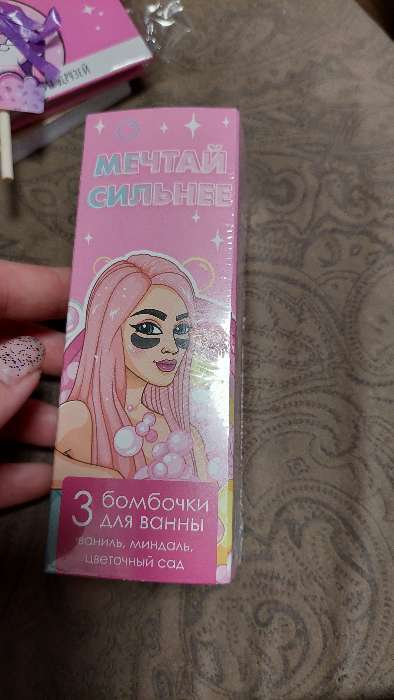 МЕЧТАЙ
СИЛЬНЕЕ
3 бомбочки
для ванны
ваниль, миндаль,
цветочный сад